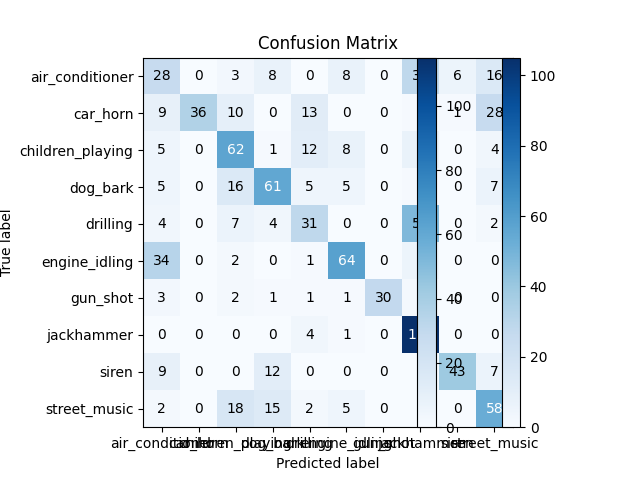 Confusion Matrix
air_conditioner 28 0 3 8 0 8 0 3 6 16
car_horn 9 36 10 0 13 0 0 1 28
children_playing 5 0 62 1 12 8 0 0 4
dog_bark 5 0 16 61 5 5 0 0 7
drilling 4 0 7 4 31 0 0 5 0 2
engine_idling 34 0 2 0 1 64 0 0 0
gun_shot 3 0 2 1 1 1 30 0 0
jackhammer 0 0 0 0 4 1 0 1 0 0
siren 9 0 0 12 0 0 0 43 7
street_music 2 0 18 15 2 5 0 0 58
True label
Predicted label
100
80
60
40
20
0
100
80
60
40
20
0